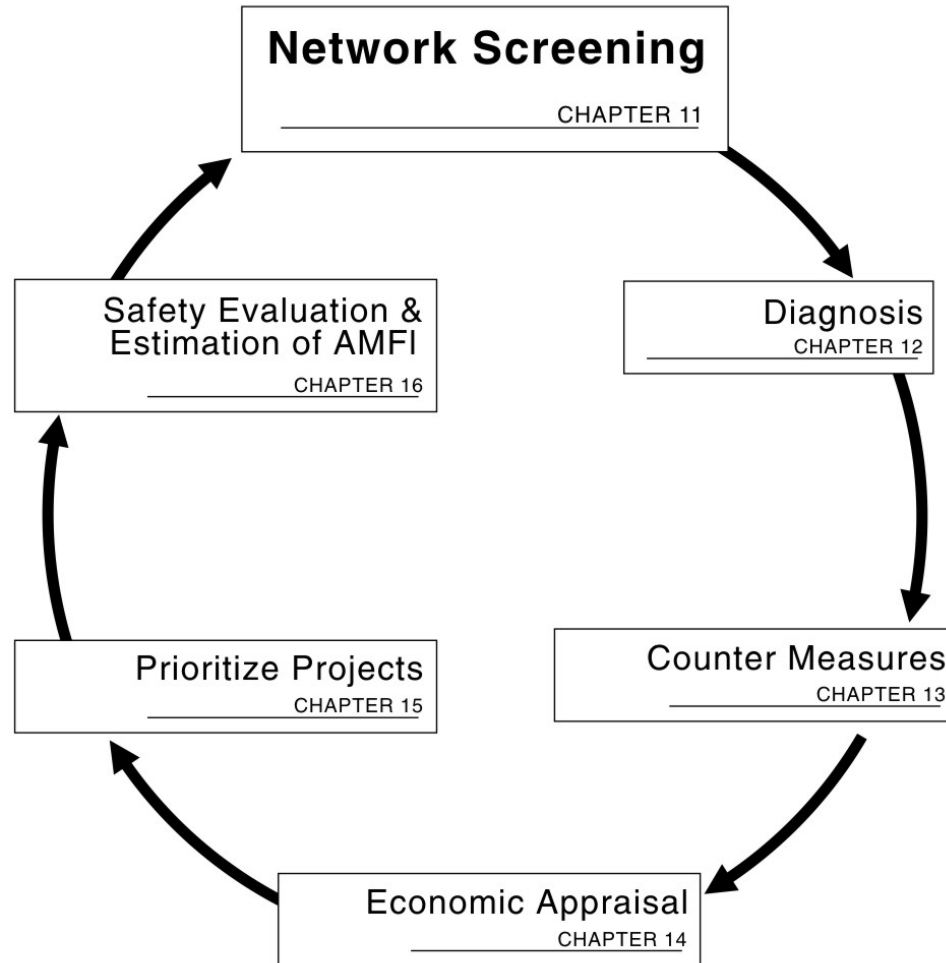 Network Screening
CHAPTER 11
Diagnosis
CHAPTER 12
Counter Measures
CHAPTER 13
Economic Appraisal
CHAPTER 14
Prioritize Projects
CHAPTER 15
Safety Evaluation &
Estimation of AMFI
CHAPTER 16